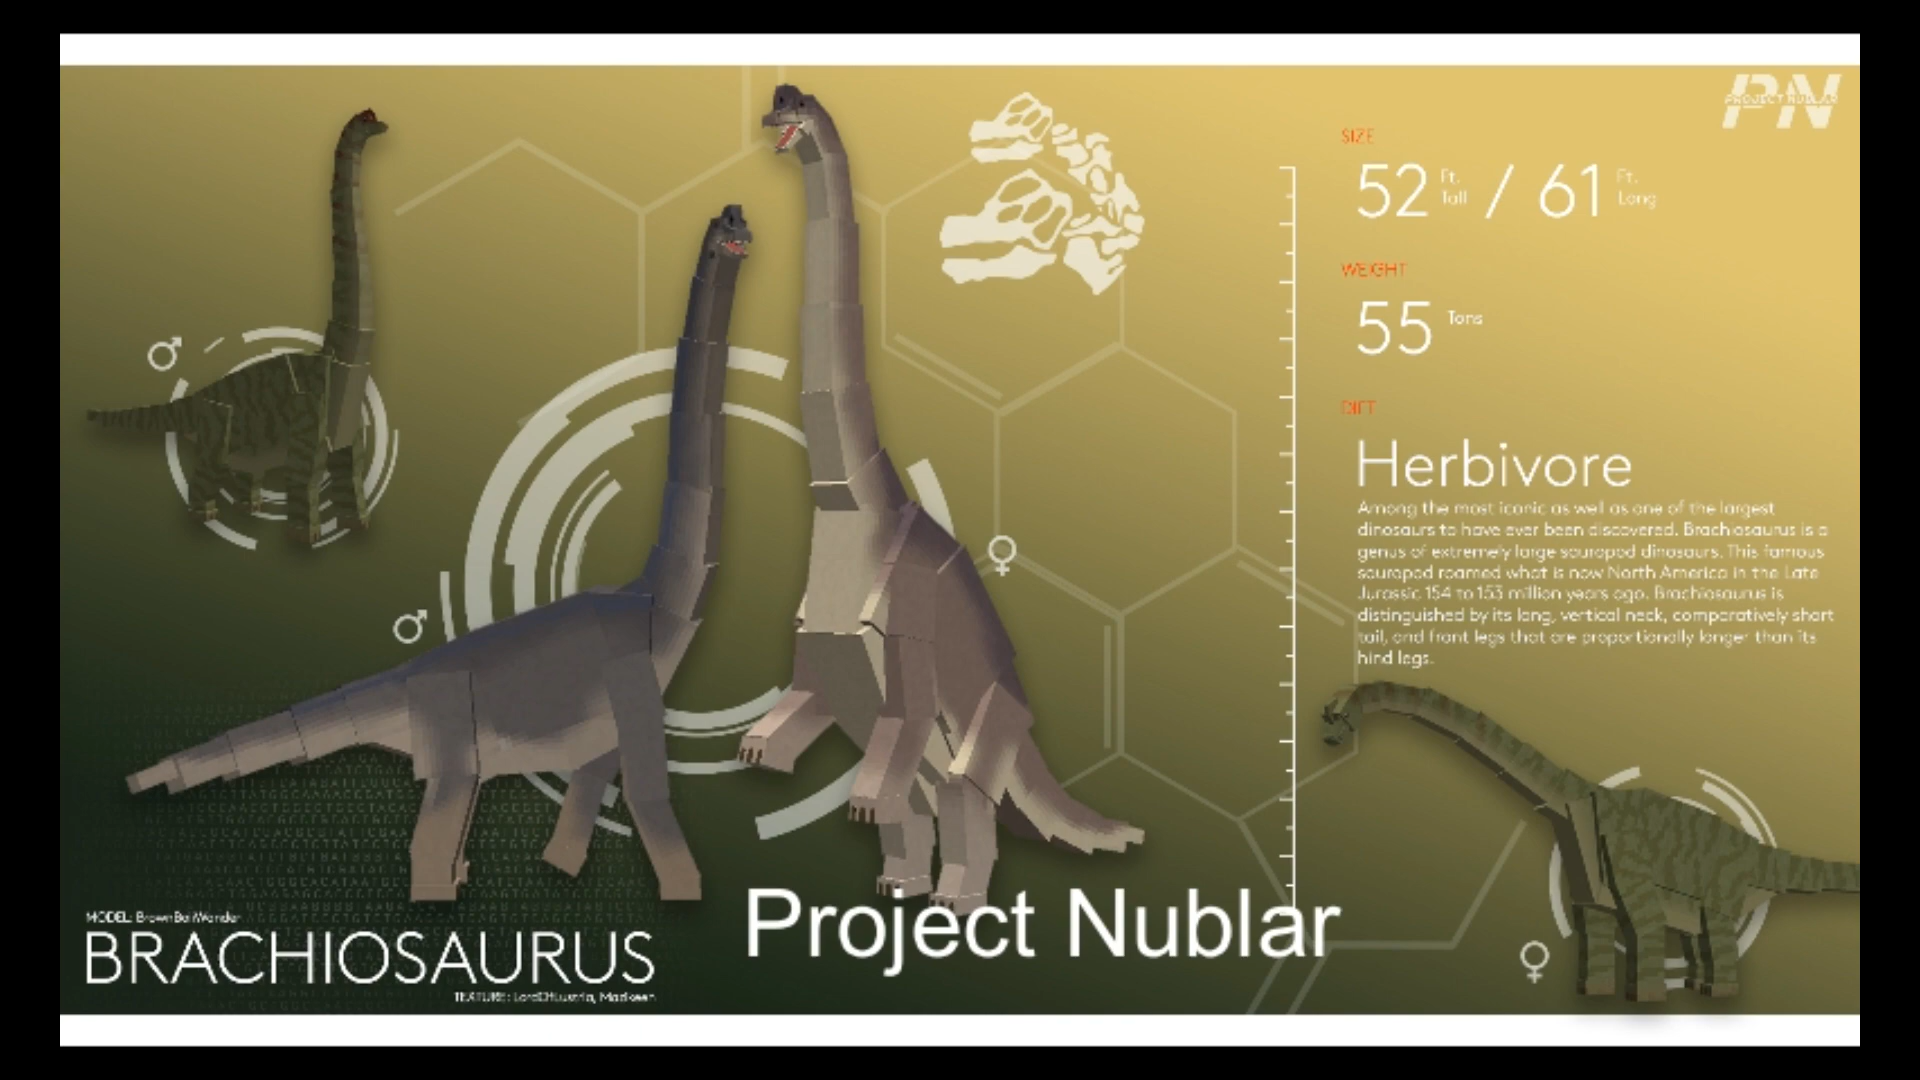 PN
PROJECT NUBLAR
SIZE
52 Ft. Tall / 61 Ft. Long
WEIGHT
55 Tons
DIET
Herbivore
Among the most iconic as well as one of the largest
dinosaurs to have ever been discovered. Brachiosaurus is a
genus of extremely large sauropod dinosaurs. This famous
sauropod roamed what is now North America in the Late
Jurassic 154 to 153 million years ago. Brachiosaurus is
distinguished by its long, vertical neck, comparatively short
tail, and front legs that are proportionally longer than its
hind legs.
MODEL: BrownBoiWonder
BRACHIOSAURUS
TEXTURE: LordOfLustria, Mazikeen
Project Nublar